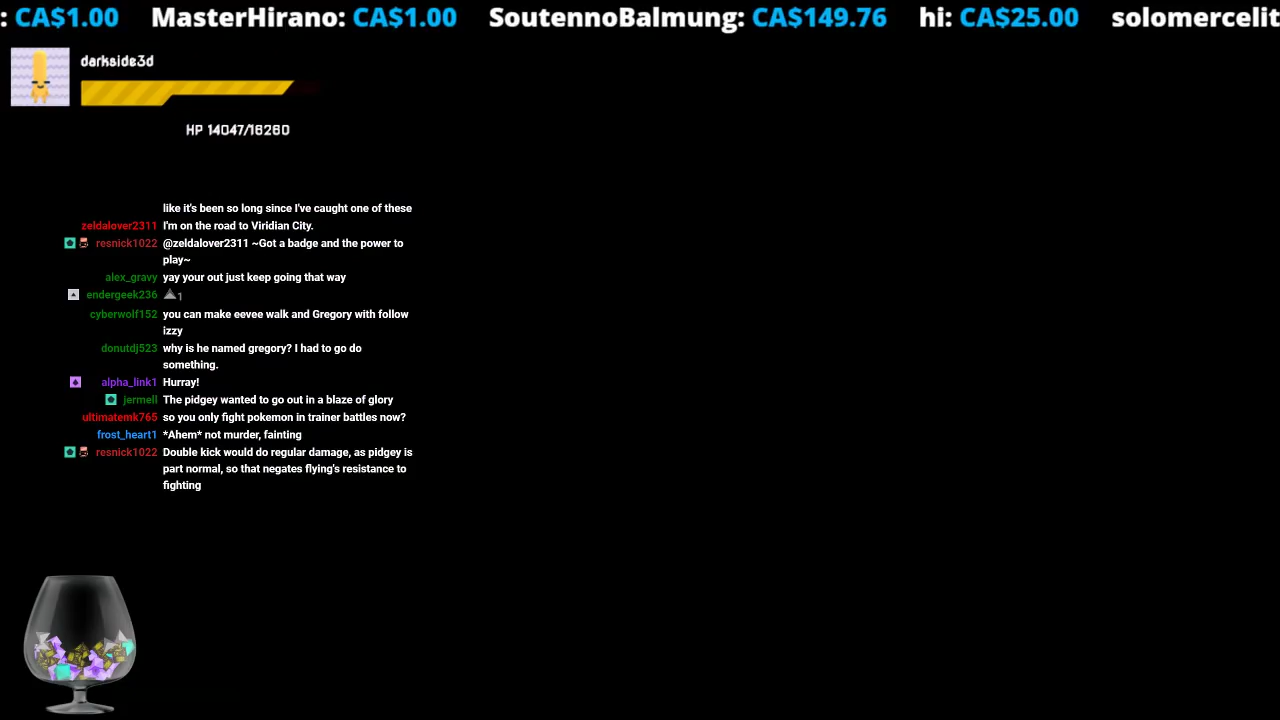 : CA$1.00 MasterHirano: CA$1.00 SoutennoBalmung: CA$149.76 hi: CA$25.00 solomercelit
darkside3d
HP 14047/16260
like it's been so long since I've caught one of these
zeldalover2311 I'm on the road to Viridian City.
resnick1022 @zeldalover2311 ~Got a badge and the power to
play~
alex_gravy yay your out just keep going that way
endergeek236 1
cyberwolf152 you can make eevee walk and Gregory with follow
izzy
donutdj523 why is he named gregory? I had to go do
something.
alpha_link1 Hurray!
jermell The pidgey wanted to go out in a blaze of glory
ultimatemk765 so you only fight pokemon in trainer battles now?
frost_heart1 *Ahem* not murder, fainting
resnick1022 Double kick would do regular damage, as pidgey is
part normal, so that negates flying's resistance to
fighting